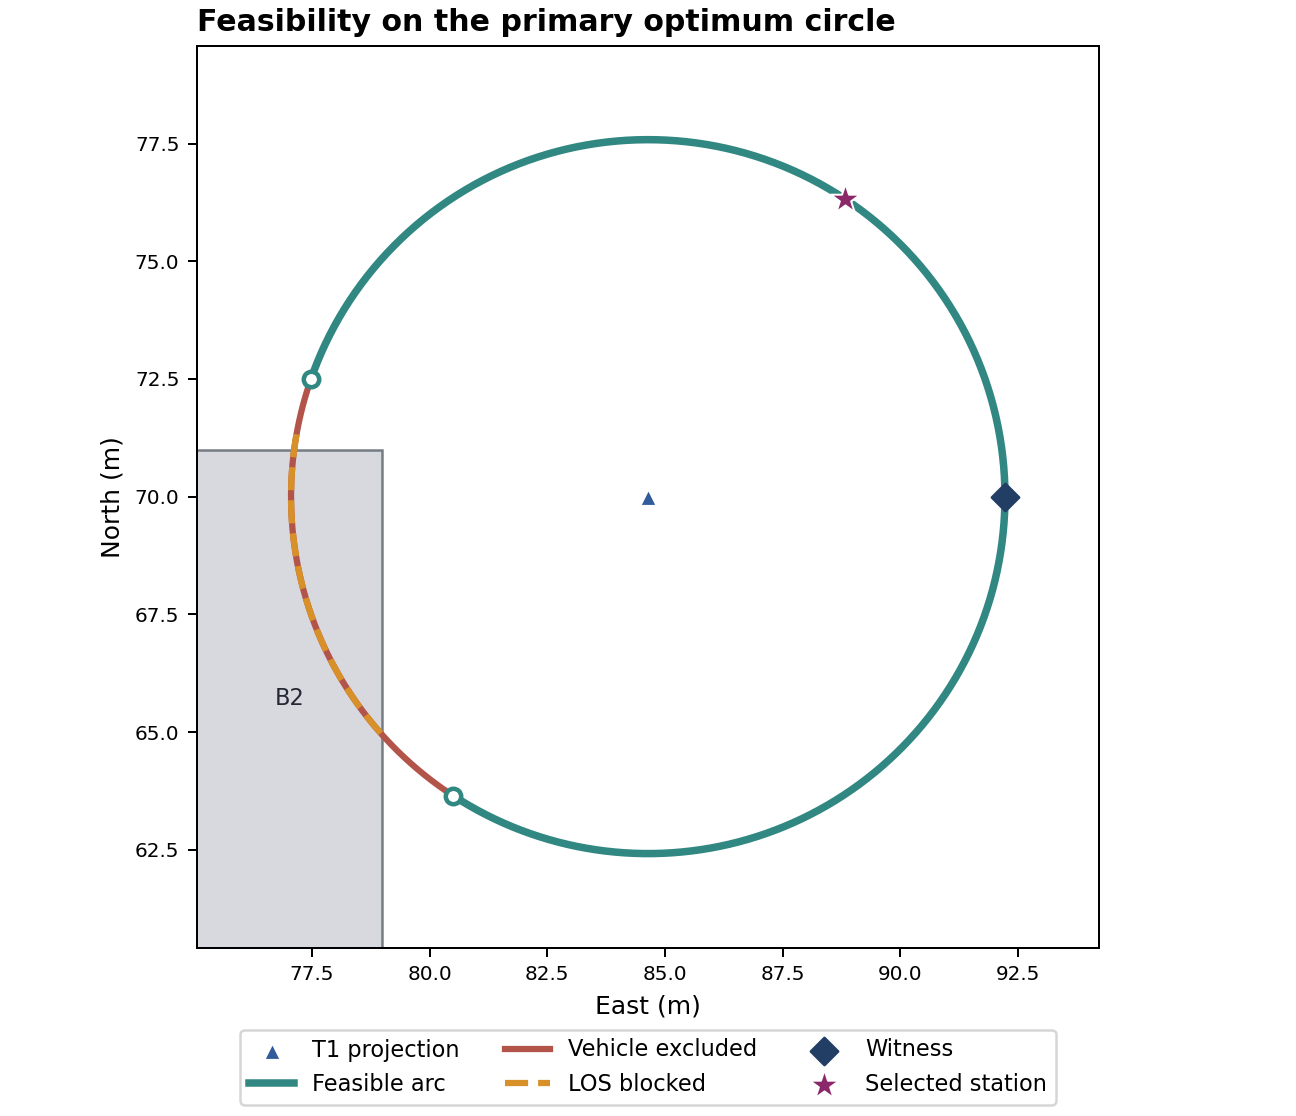 Feasibility on the primary optimum circle
North (m)
77.5
75.0
72.5
70.0
67.5
65.0
62.5
B2
77.5 80.0 82.5 85.0 87.5 90.0 92.5
East (m)
T1 projection Vehicle excluded Witness
Feasible arc LOS blocked Selected station